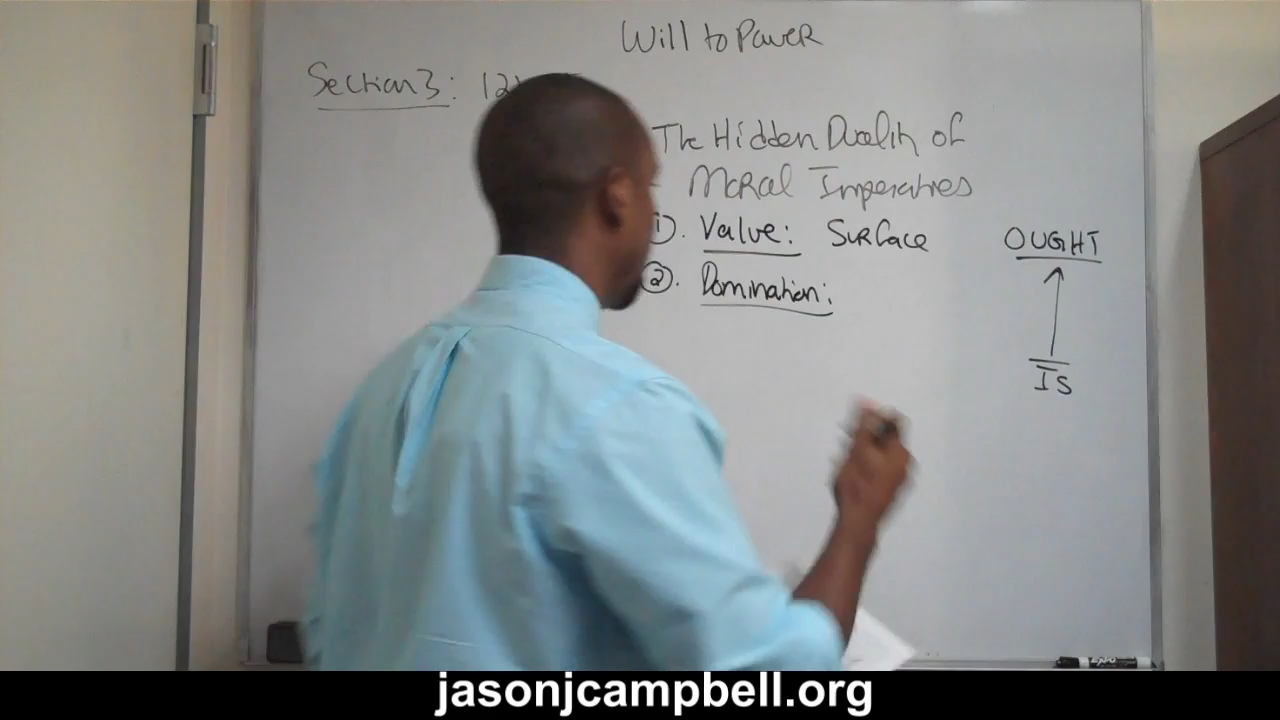 Will to Power
Section 3:
The Hidden Duality of
Moral Imperatives
1). Value: Surface
2). Domination:
OUGHT
Is
EXPO
jasonjcampbell.org